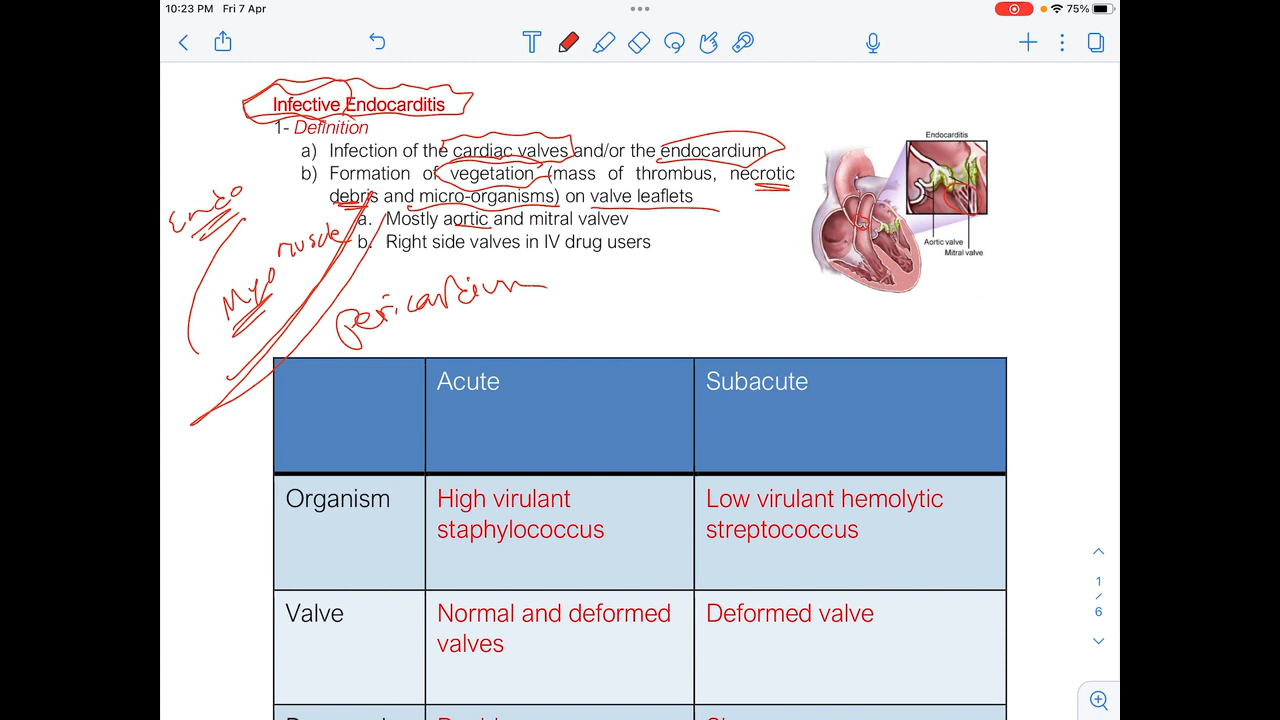 10:23 PM Fri 7 Apr
75%
Infective Endocarditis
1- Definition
a) Infection of the cardiac valves and/or the endocardium
b) Formation of vegetation (mass of thrombus, necrotic
debris and micro-organisms) on valve leaflets
a. Mostly aortic and mitral valvev
b. Right side valves in IV drug users
Endocarditis
Aortic valve
Mitral valve
Endo
muscle
Myo
pericardium
Acute Subacute
Organism High virulant Low virulant hemolytic
staphylococcus streptococcus
Valve Normal and deformed Deformed valve
valves
1
/
6